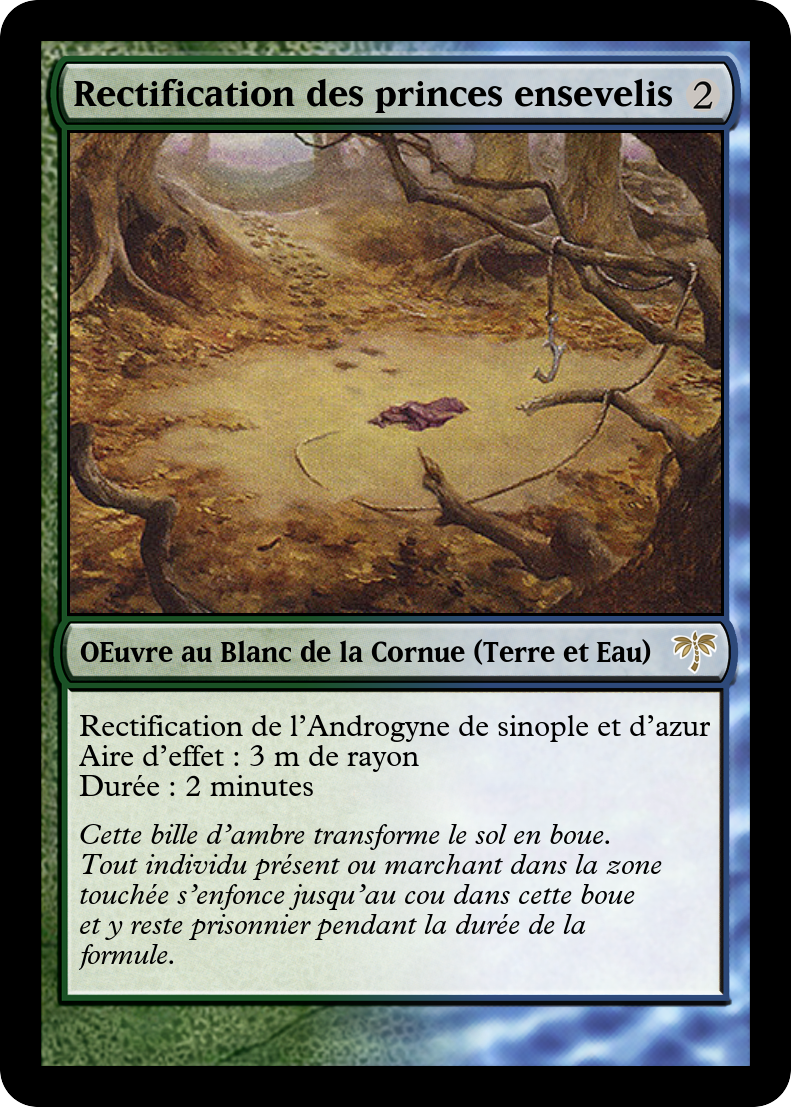 Rectification des princes ensevelis 2
OEuvre au Blanc de la Cornue (Terre et Eau)
Rectification de l’Androgyne de sinople et d’azur
Aire d’effet : 3 m de rayon
Durée : 2 minutes
Cette bille d’ambre transforme le sol en boue.
Tout individu présent ou marchant dans la zone
touchée s’enfonce jusqu’au cou dans cette boue
et y reste prisonnier pendant la durée de la
formule.